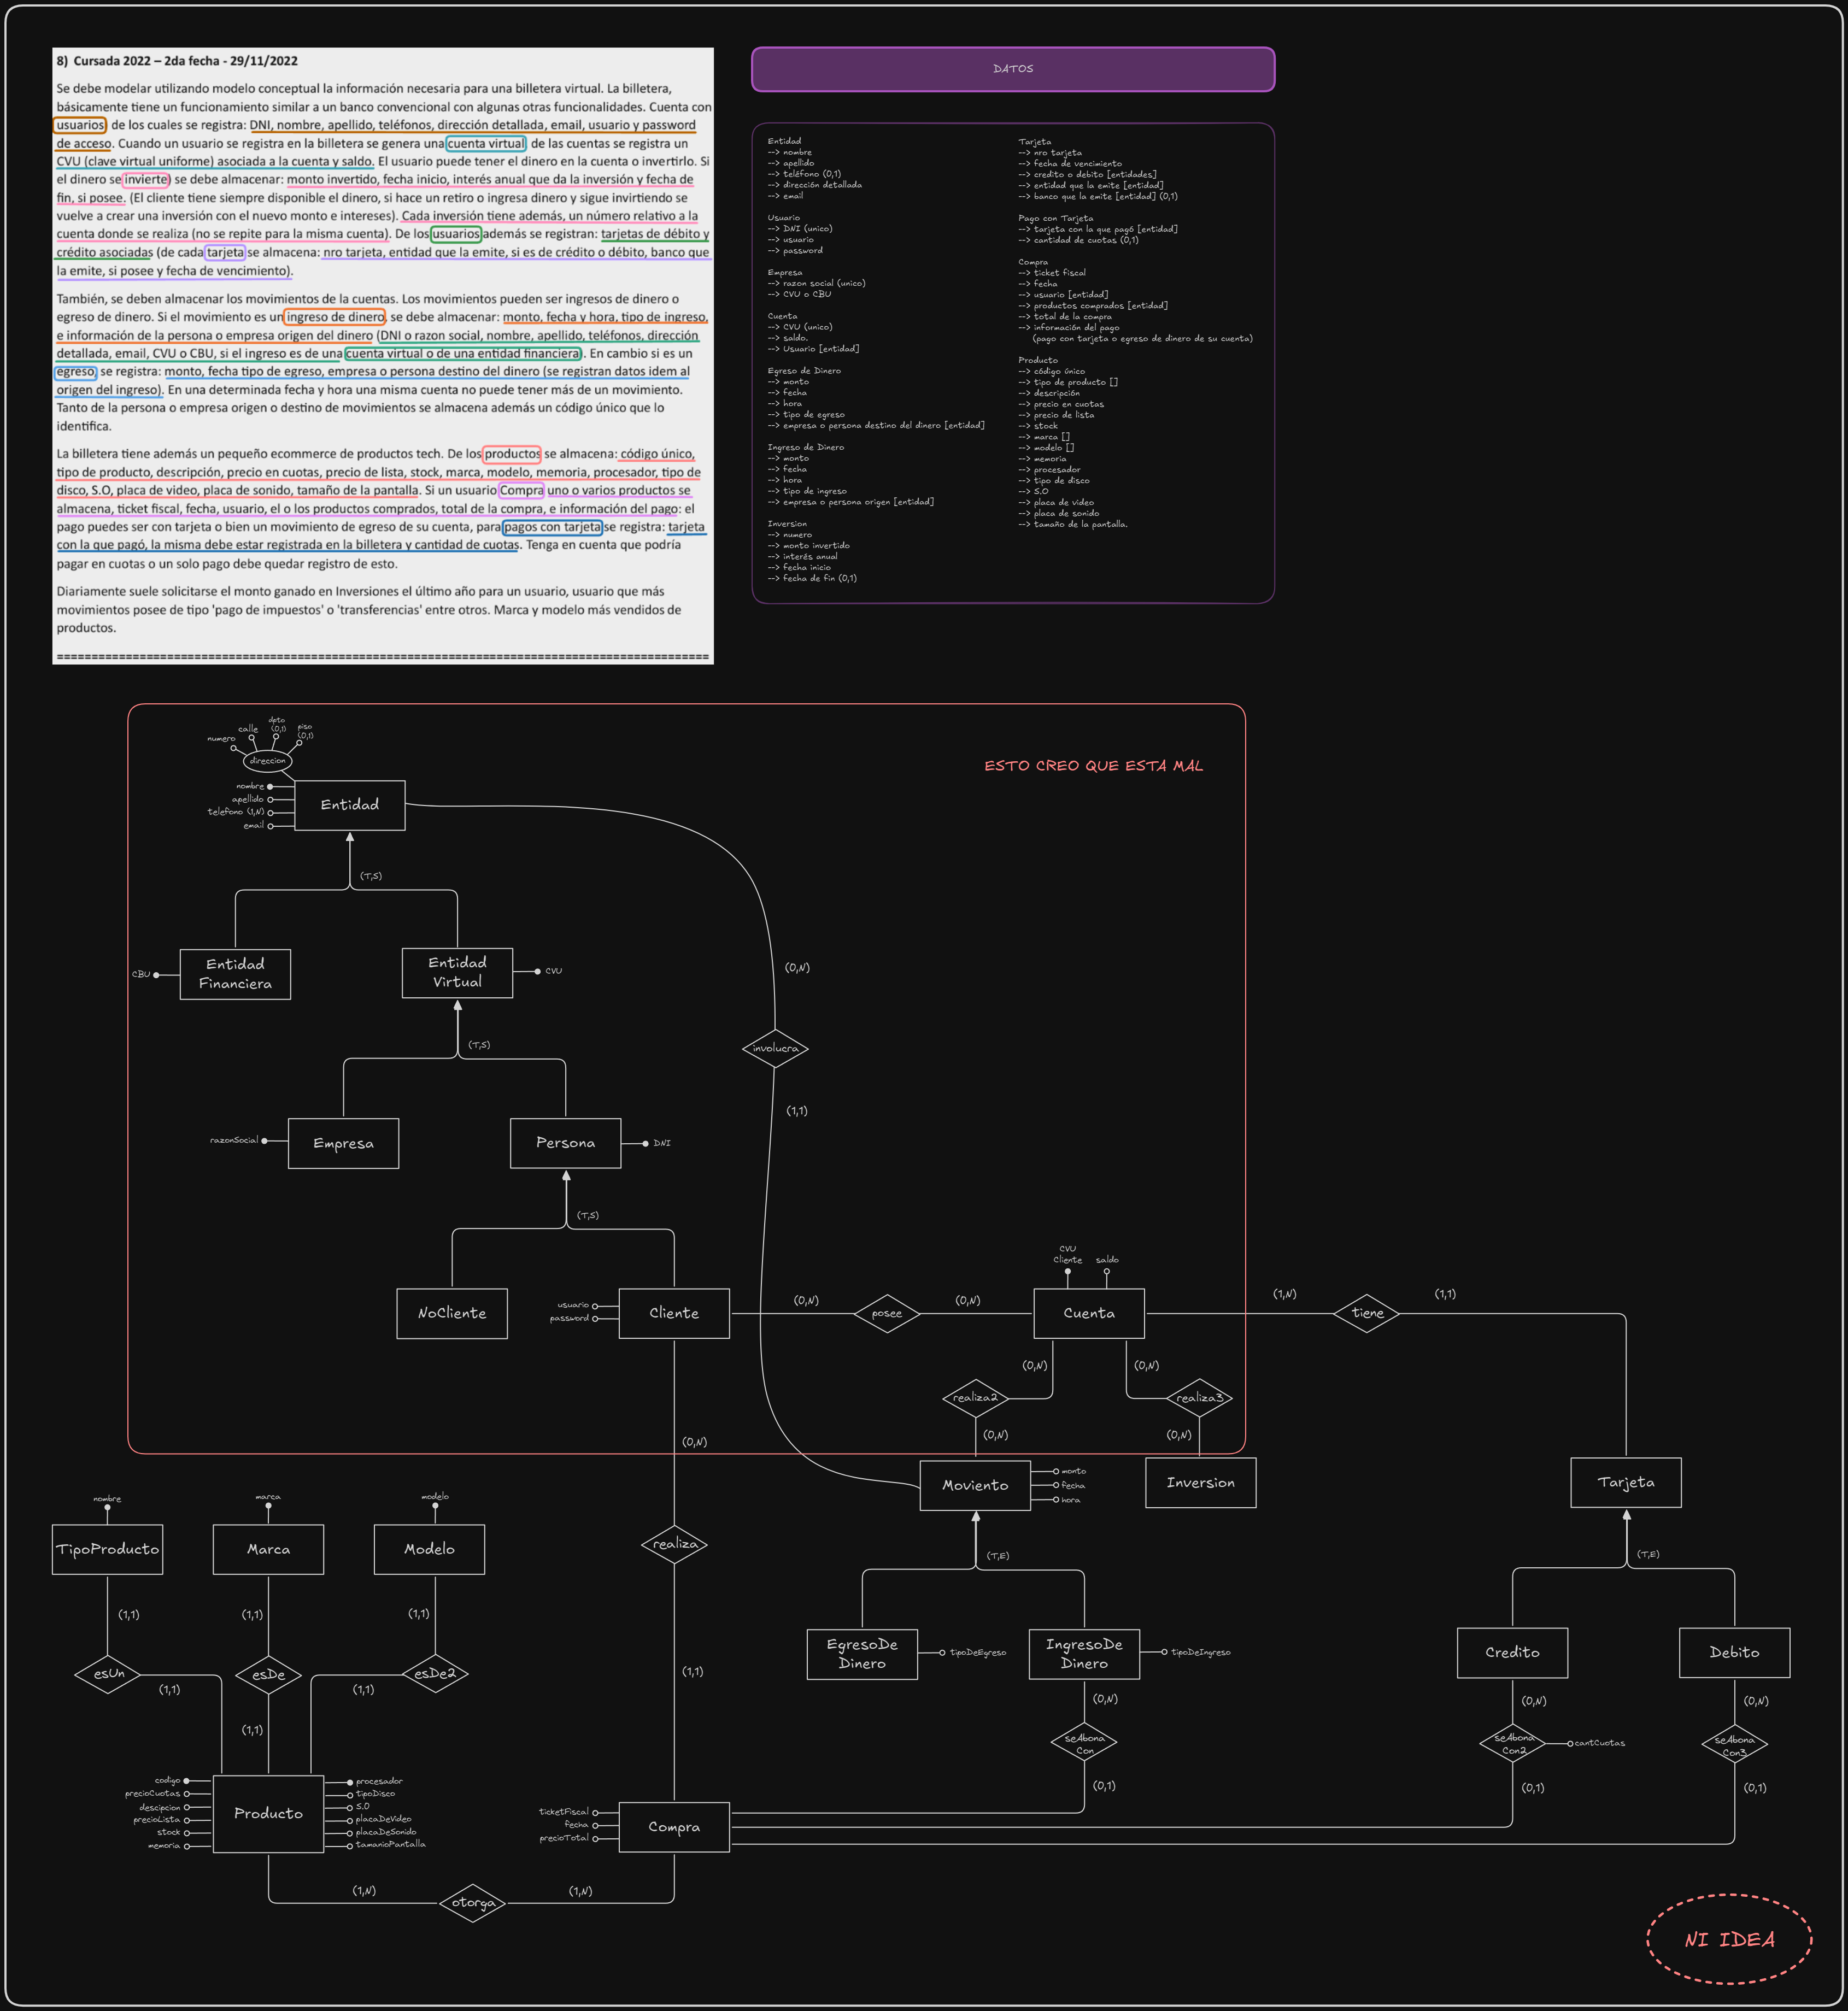 8) Cursada 2022 – 2da fecha - 29/11/2022
Se debe modelar utilizando modelo conceptual la información necesaria para una billetera virtual. La billetera,
básicamente tiene un funcionamiento similar a un banco convencional con algunas otras funcionalidades. Cuenta con
usuarios de los cuales se registra: DNI, nombre, apellido, teléfonos, dirección detallada, email, usuario y password
de acceso. Cuando un usuario se registra en la billetera se genera una cuenta virtual de las cuentas se registra un
CVU (clave virtual uniforme) asociada a la cuenta y saldo. El usuario puede tener el dinero en la cuenta o invertirlo. Si
el dinero se invierte) se debe almacenar: monto invertido, fecha inicio, interés anual que da la inversión y fecha de
fin, si posee. (El cliente tiene siempre disponible el dinero, si hace un retiro o ingresa dinero y sigue invirtiendo se
vuelve a crear una inversión con el nuevo monto e intereses). Cada inversión tiene además, un número relativo a la
cuenta donde se realiza (no se repite para la misma cuenta). De los usuarios además se registran: tarjetas de débito y
crédito asociadas (de cada tarjeta se almacena: nro tarjeta, entidad que la emite, si es de crédito o débito, banco que
la emite, si posee y fecha de vencimiento).
También, se deben almacenar los movimientos de la cuentas. Los movimientos pueden ser ingresos de dinero o
egreso de dinero. Si el movimiento es un ingreso de dinero, se debe almacenar: monto, fecha y hora, tipo de ingreso,
e información de la persona o empresa origen del dinero (DNI o razon social, nombre, apellido, teléfonos, dirección
detallada, email, CVU o CBU, si el ingreso es de una cuenta virtual o de una entidad financiera). En cambio si es un
egreso, se registra: monto, fecha tipo de egreso, empresa o persona destino del dinero (se registran datos idem al
origen del ingreso). En una determinada fecha y hora una misma cuenta no puede tener más de un movimiento.
Tanto de la persona o empresa origen o destino de movimientos se almacena además un código único que lo
identifica.
La billetera tiene además un pequeño ecommerce de productos tech. De los productos se almacena: código único,
tipo de producto, descripción, precio en cuotas, precio de lista, stock, marca, modelo, memoria, procesador, tipo de
disco, S.O, placa de video, placa de sonido, tamaño de la pantalla. Si un usuario Compra uno o varios productos se
almacena, ticket fiscal, fecha, usuario, el o los productos comprados, total de la compra, e información del pago: el
pago puedes ser con tarjeta o bien un movimiento de egreso de su cuenta, para pagos con tarjeta se registra: tarjeta
con la que pagó, la misma debe estar registrada en la billetera y cantidad de cuotas. Tenga en cuenta que podría
pagar en cuotas o un solo pago debe quedar registro de esto.
Diariamente suele solicitarse el monto ganado en Inversiones el último año para un usuario, usuario que más
movimientos posee de tipo 'pago de impuestos' o 'transferencias' entre otros. Marca y modelo más vendidos de
productos.
DATOS
Entidad
--> nombre
--> apellido
--> teléfono (0,1)
--> dirección detallada
--> email
Usuario
--> DNI (unico)
--> usuario
--> password
Empresa
--> razon social (unico)
--> CVU o CBU
Cuenta
--> CVU (unico)
--> saldo.
--> Usuario [entidad]
Egreso de Dinero
--> monto
--> fecha
--> hora
--> tipo de egreso
--> empresa o persona destino del dinero [entidad]
Ingreso de Dinero
--> monto
--> fecha
--> hora
--> tipo de ingreso
--> empresa o persona origen [entidad]
Inversion
--> numero
--> monto invertido
--> interés anual
--> fecha inicio
--> fecha de fin (0,1)
Tarjeta
--> nro tarjeta
--> fecha de vencimiento
--> credito o debito [entidades]
--> entidad que la emite [entidad]
--> banco que la emite [entidad] (0,1)
Pago con Tarjeta
--> tarjeta con la que pagó [entidad]
--> cantidad de cuotas (0,1)
Compra
--> ticket fiscal
--> fecha
--> usuario [entidad]
--> productos comprados [entidad]
--> total de la compra
--> información del pago
(pago con tarjeta o egreso de dinero de su cuenta)
Producto
--> código único
--> tipo de producto []
--> descripción
--> precio en cuotas
--> precio de lista
--> stock
--> marca []
--> modelo []
--> memoria
--> procesador
--> tipo de disco
--> S.O
--> placa de video
--> placa de sonido
--> tamaño de la pantalla.
ESTO CREO QUE ESTA MAL
numero
calle
dpto
(0,1)
piso
(0,1)
direccion
nombre
apellido
telefono (1,N)
email
Entidad
(T,S)
CBU
Entidad
Financiera
Entidad
Virtual
CVU
(0,N)
involucra
(1,1)
(T,S)
razonSocial
Empresa
Persona
DNI
(T,S)
NoCliente
usuario
password
Cliente
(0,N)
posee
(0,N)
CVU
Cliente
saldo
Cuenta
(1,N)
tiene
(1,1)
(0,N)
(0,N)
realiza2
realiza3
(0,N)
(0,N)
(0,N)
Moviento
monto
fecha
hora
Inversion
Tarjeta
nombre
marca
modelo
TipoProducto
Marca
Modelo
realiza
(T,E)
(T,E)
(1,1)
(1,1)
(1,1)
esUn
esDe
esDe2
(1,1)
(1,1)
(1,1)
(1,1)
EgresoDe
Dinero
tipoDeEgreso
IngresoDe
Dinero
tipoDeIngreso
Credito
Debito
(0,N)
(0,N)
(0,N)
seAbona
Con
seAbona
Con2
cantCuotas
seAbona
Con3
(0,1)
(0,1)
(0,1)
codigo
precioCuotas
descipcion
precioLista
stock
memoria
Producto
procesador
tipoDisco
S.O
placaDeVideo
placaDeSonido
tamanioPantalla
ticketFiscal
fecha
precioTotal
Compra
(1,N)
otorga
(1,N)
NI IDEA